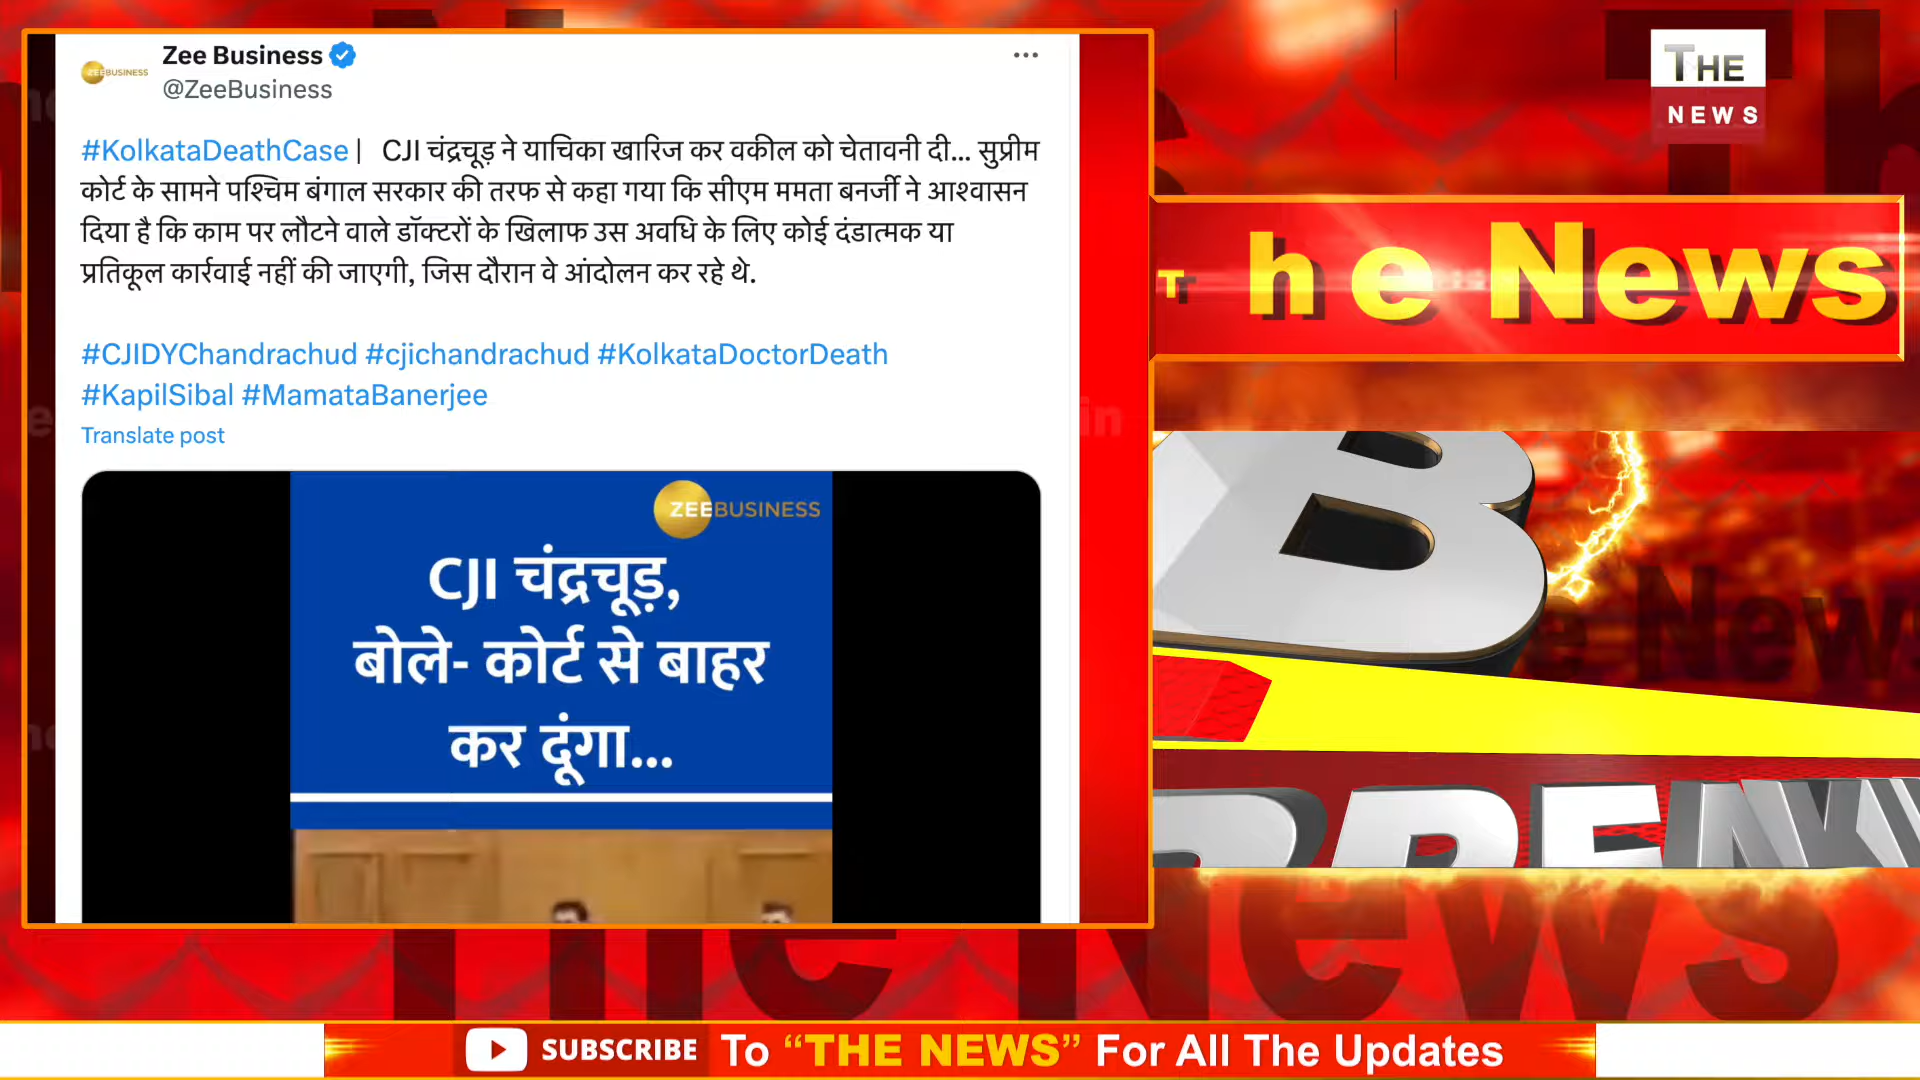 Zee Business
@ZeeBusiness
ZEEBUSINESS
#KolkataDeathCase | CJI चंद्रचूड़ ने याचिका खारिज कर वकील को चेतावनी दी... सुप्रीम
कोर्ट के सामने पश्चिम बंगाल सरकार की तरफ से कहा गया कि सीएम ममता बनर्जी ने आश्वासन
दिया है कि काम पर लौटने वाले डॉक्टरों के खिलाफ उस अवधि के लिए कोई दंडात्मक या
प्रतिकूल कार्रवाई नहीं की जाएगी, जिस दौरान वे आंदोलन कर रहे थे.
#CJIDYChandrachud #cjichandrachud #KolkataDoctorDeath
#KapilSibal #MamataBanerjee
Translate post
ZEEBUSINESS
CJI चंद्रचूड़,
बोले- कोर्ट से बाहर
कर दूंगा...
THE
NEWS
The News
B
The News
SUBSCRIBE To “THE NEWS” For All The Updates